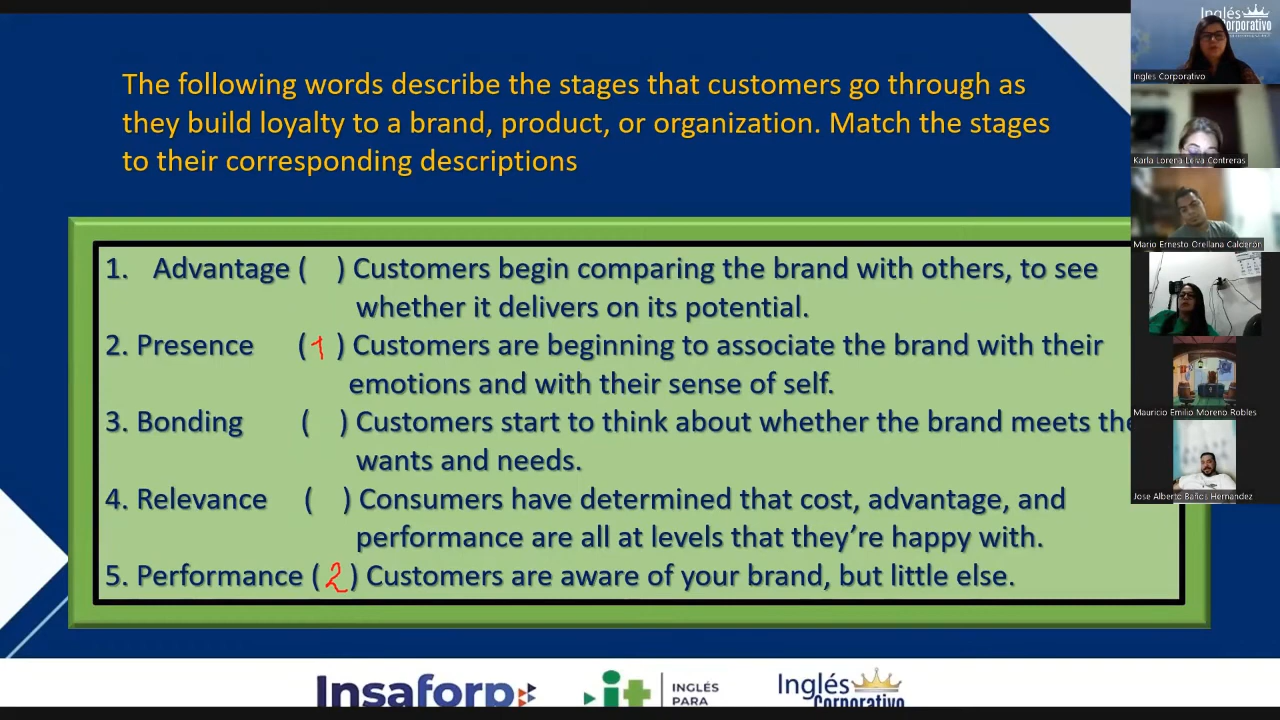 The following words describe the stages that customers go through as
they build loyalty to a brand, product, or organization. Match the stages
to their corresponding descriptions
1. Advantage ( ) Customers begin comparing the brand with others, to see
whether it delivers on its potential.
2. Presence (1) Customers are beginning to associate the brand with their
emotions and with their sense of self.
3. Bonding ( ) Customers start to think about whether the brand meets the
wants and needs.
4. Relevance ( ) Consumers have determined that cost, advantage, and
performance are all at levels that they’re happy with.
5. Performance (2) Customers are aware of your brand, but little else.
Insaforp
it
INGLÉS
PARA
Inglés
Corporativo
Inglés
Corporativo
Ingles Corporativo
Karla Lorena Leiva Contreras
Mario Ernesto Orellana Calderón
Mauricio Emilio Moreno Robles
Jose Alberto Baños Hernandez